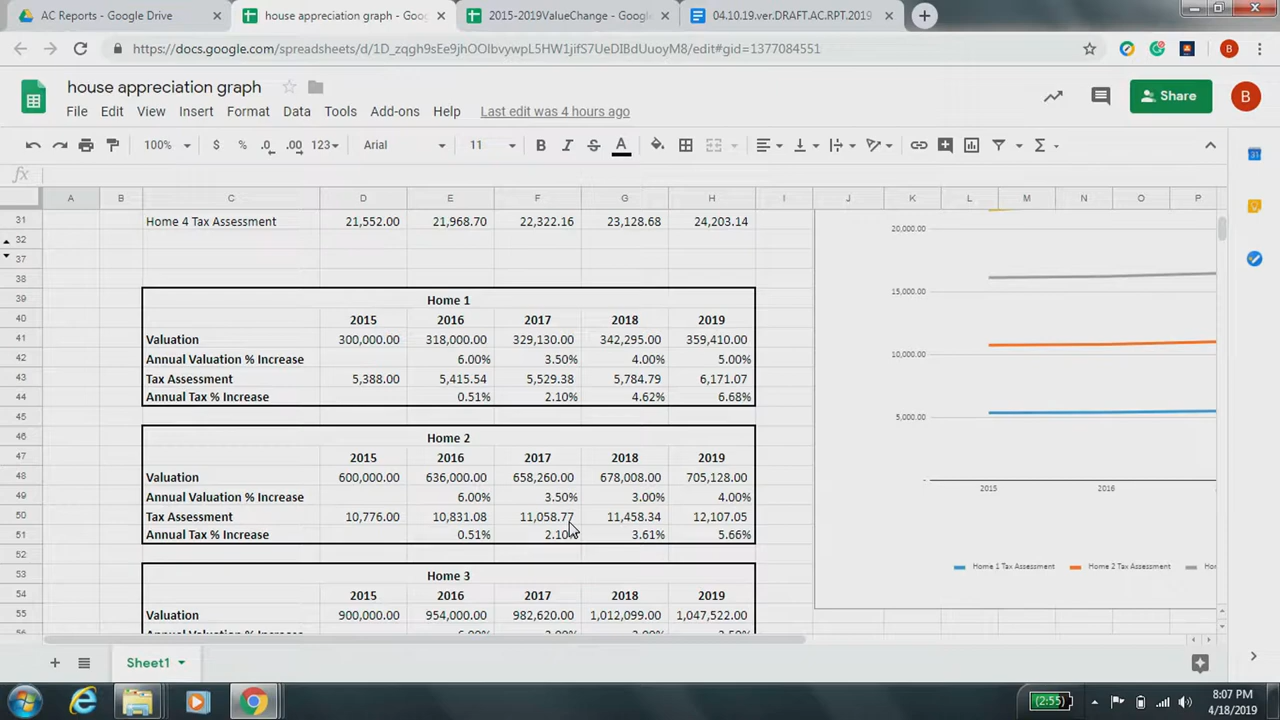 AC Reports - Google Drive
house appreciation graph - Goo
2015-2019ValueChange - Google
04.10.19.ver.DRAFT.AC.RPT.2019
https://docs.google.com/spreadsheets/d/1D_zqgh9sEe9jhOBIbvywpL5HW1jifS7UeDIBdUuoyM8/edit#gid=1377084551
B
house appreciation graph
File Edit View Insert Format Data Tools Add-ons Help Last edit was 4 hours ago
Share
B
100% $ % .0 .00 123 Arial 11 B I S A
31
fx
A B C D E F G H I J K L M N O P
31 Home 4 Tax Assessment 21,552.00 21,968.70 22,322.16 23,128.68 24,203.14
32
37
38
39 Home 1
40 2015 2016 2017 2018 2019
41 Valuation 300,000.00 318,000.00 329,130.00 342,295.00 359,410.00
42 Annual Valuation % Increase 6.00% 3.50% 4.00% 5.00%
43 Tax Assessment 5,388.00 5,415.54 5,529.38 5,784.79 6,171.07
44 Annual Tax % Increase 0.51% 2.10% 4.62% 6.68%
45
46 Home 2
47 2015 2016 2017 2018 2019
48 Valuation 600,000.00 636,000.00 658,260.00 678,008.00 705,128.00
49 Annual Valuation % Increase 6.00% 3.50% 3.00% 4.00%
50 Tax Assessment 10,776.00 10,831.08 11,058.77 11,458.34 12,107.05
51 Annual Tax % Increase 0.51% 2.10% 3.61% 5.66%
52
53 Home 3
54 2015 2016 2017 2018 2019
55 Valuation 900,000.00 954,000.00 982,620.00 1,012,099.00 1,047,522.00
20,000.00
15,000.00
10,000.00
5,000.00
-
2015 2016
Home 1 Tax Assessment Home 2 Tax Assessment Ho
Sheet1
(2:55)
8:07 PM
4/18/2019